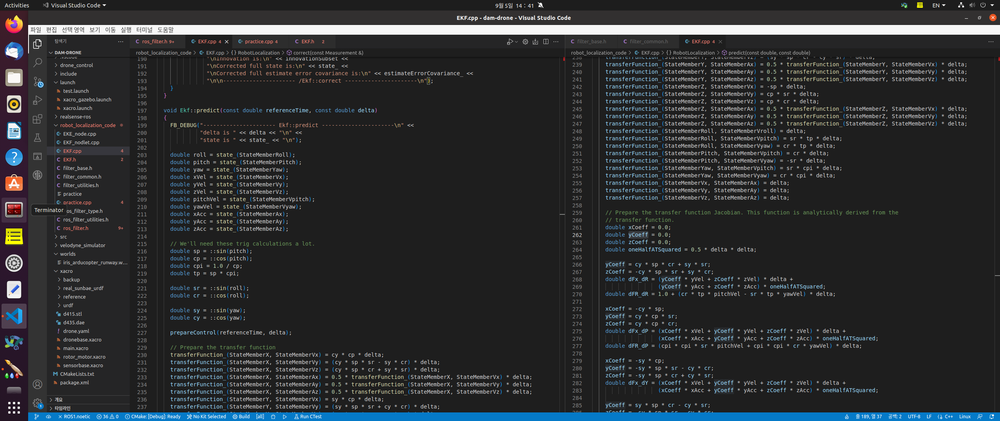 Activities
Visual Studio Code
9월 5일 14 : 41
EN
EKF.cpp - dam-drone - Visual Studio Code
파일 편집 선택 영역 보기 이동 실행 터미널 도움말
탐색기
DAM-DRONE
.vscode
drone_control
include
launch
test.launch
xacro_gazebo.launch
xacro.launch
realsense-ros
robot_localization_code
EKE_node.cpp
EKF_nodlet.cpp
EKF.cpp 4
EKF.h 2
filter_base.h
filter_common.h
filter_utilities.h
practice
practice.cpp 4
Terminator
os_filter_type.h
ros_filter_utilities.h
ros_filter.h 9+
src
velodyne_simulator
worlds
iris_arducopter_runway.w...
xacro
backup
real_sunbae_urdf
reference
urdf
d415.stl
d435.dae
drone.yaml
dronebase.xacro
main.xacro
rotor_motor.xacro
sensorbase.xacro
CMakeLists.txt
package.xml
개요
타임라인
ros_filter.h 9+ EKF.cpp 4 practice.cpp 4 EKF.h 2
robot_localization_code > EKF.cpp > {} RobotLocalization > correct(const Measurement &)
190 "\nInnovation is:\n" << innovationSubset <<
191 "\nCorrected full state is:\n" << state_ <<
192 "\nCorrected full estimate error covariance is:\n" << estimateErrorCovariance_ <<
193 "\n\n---------------------- /Ekf::correct ----------------------\n");
194 }
195 }
196
197 void Ekf::predict(const double referenceTime, const double delta)
198 {
199 FB_DEBUG("---------------------- Ekf::predict ----------------------\n" <<
200 "delta is " << delta << "\n" <<
201 "state is " << state_ << "\n");
202
203 double roll = state_(StateMemberRoll);
204 double pitch = state_(StateMemberPitch);
205 double yaw = state_(StateMemberYaw);
206 double xVel = state_(StateMemberVx);
207 double yVel = state_(StateMemberVy);
208 double zVel = state_(StateMemberVz);
209 double pitchVel = state_(StateMemberVpitch);
210 double yawVel = state_(StateMemberVyaw);
211 double xAcc = state_(StateMemberAx);
212 double yAcc = state_(StateMemberAy);
213 double zAcc = state_(StateMemberAz);
214
215 // We'll need these trig calculations a lot.
216 double sp = ::sin(pitch);
217 double cp = ::cos(pitch);
218 double cpi = 1.0 / cp;
219 double tp = sp * cpi;
220
221 double sr = ::sin(roll);
222 double cr = ::cos(roll);
223
224 double sy = ::sin(yaw);
225 double cy = ::cos(yaw);
226
227 prepareControl(referenceTime, delta);
228
229 // Prepare the transfer function
230 transferFunction_(StateMemberX, StateMemberVx) = cy * cp * delta;
231 transferFunction_(StateMemberX, StateMemberVy) = (cy * sp * sr - sy * cr) * delta;
232 transferFunction_(StateMemberX, StateMemberVz) = (cy * sp * cr + sy * sr) * delta;
233 transferFunction_(StateMemberX, StateMemberAx) = 0.5 * transferFunction_(StateMemberX, StateMemberVx) * delta;
234 transferFunction_(StateMemberX, StateMemberAy) = 0.5 * transferFunction_(StateMemberX, StateMemberVy) * delta;
235 transferFunction_(StateMemberX, StateMemberAz) = 0.5 * transferFunction_(StateMemberX, StateMemberVz) * delta;
236 transferFunction_(StateMemberY, StateMemberVx) = sy * cp * delta;
237 transferFunction_(StateMemberY, StateMemberVy) = (sy * sp * sr + cy * cr) * delta;
filter_base.h filter_common.h EKF.cpp 4
robot_localization_code > EKF.cpp > {} RobotLocalization > predict(const double, const double)
238 transferFunction_(StateMemberY, StateMemberVz) = (sy * sp * cr - cy * sr) * delta;
239 transferFunction_(StateMemberY, StateMemberAx) = 0.5 * transferFunction_(StateMemberY, StateMemberVx) * delta;
240 transferFunction_(StateMemberY, StateMemberAy) = 0.5 * transferFunction_(StateMemberY, StateMemberVy) * delta;
241 transferFunction_(StateMemberY, StateMemberAz) = 0.5 * transferFunction_(StateMemberY, StateMemberVz) * delta;
242 transferFunction_(StateMemberZ, StateMemberVx) = -sp * delta;
243 transferFunction_(StateMemberZ, StateMemberVy) = cp * sr * delta;
244 transferFunction_(StateMemberZ, StateMemberVz) = cp * cr * delta;
245 transferFunction_(StateMemberZ, StateMemberAx) = 0.5 * transferFunction_(StateMemberZ, StateMemberVx) * delta;
246 transferFunction_(StateMemberZ, StateMemberAy) = 0.5 * transferFunction_(StateMemberZ, StateMemberVy) * delta;
247 transferFunction_(StateMemberZ, StateMemberAz) = 0.5 * transferFunction_(StateMemberZ, StateMemberVz) * delta;
248 transferFunction_(StateMemberRoll, StateMemberVroll) = delta;
249 transferFunction_(StateMemberRoll, StateMemberVpitch) = sr * tp * delta;
250 transferFunction_(StateMemberRoll, StateMemberVyaw) = cr * tp * delta;
251 transferFunction_(StateMemberPitch, StateMemberVpitch) = cr * delta;
252 transferFunction_(StateMemberPitch, StateMemberVyaw) = -sr * delta;
253 transferFunction_(StateMemberYaw, StateMemberVpitch) = sr * cpi * delta;
254 transferFunction_(StateMemberYaw, StateMemberVyaw) = cr * cpi * delta;
255 transferFunction_(StateMemberVx, StateMemberAx) = delta;
256 transferFunction_(StateMemberVy, StateMemberAy) = delta;
257 transferFunction_(StateMemberVz, StateMemberAz) = delta;
258
259 // Prepare the transfer function Jacobian. This function is analytically derived from the
260 // transfer function.
261 double xCoeff = 0.0;
262 double yCoeff = 0.0;
263 double zCoeff = 0.0;
264 double oneHalfATSquared = 0.5 * delta * delta;
265
266 yCoeff = cy * sp * cr + sy * sr;
267 zCoeff = -cy * sp * sr + sy * cr;
268 double dFx_dR = (yCoeff * yVel + zCoeff * zVel) * delta +
269 (yCoeff * yAcc + zCoeff * zAcc) * oneHalfATSquared;
270 double dFR_dR = 1.0 + (cr * tp * pitchVel - sr * tp * yawVel) * delta;
271
272 xCoeff = -cy * sp;
273 yCoeff = cy * cp * sr;
274 zCoeff = cy * cp * cr;
275 double dFx_dP = (xCoeff * xVel + yCoeff * yVel + zCoeff * zVel) * delta +
276 (xCoeff * xAcc + yCoeff * yAcc + zCoeff * zAcc) * oneHalfATSquared;
277 double dFR_dP = (cpi * cpi * sr * pitchVel + cpi * cpi * cr * yawVel) * delta;
278
279 xCoeff = -sy * cp;
280 yCoeff = -sy * sp * sr - cy * cr;
281 zCoeff = -sy * sp * cr + cy * sr;
282 double dFx_dY = (xCoeff * xVel + yCoeff * yVel + zCoeff * zVel) * delta +
283 (xCoeff * xAcc + yCoeff * yAcc + zCoeff * zAcc) * oneHalfATSquared;
284
285 yCoeff = sy * sp * cr - cy * sr;
286 zCoeff = -sy * sp * sr - cy * cr;
ROS1.noetic 36 0 CMake: [Debug]: Ready No Kit Selected Build [all] Run CTest
줄 189, 열 37 공백: 2 UTF-8 LF C++ Linux